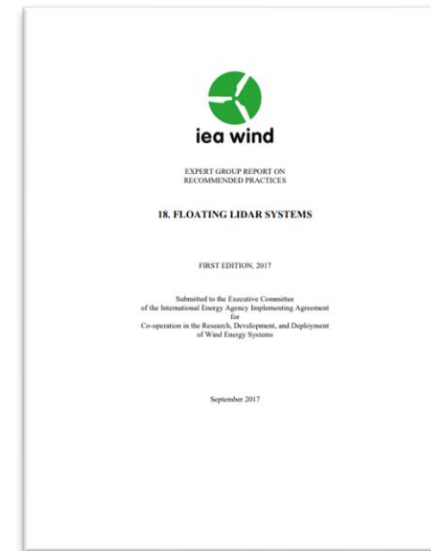 iea wind
EXPERT GROUP REPORT ON
RECOMMENDED PRACTICES
18. FLOATING LIDAR SYSTEMS
FIRST EDITION, 2017
Submitted to the Executive Committee
of the International Energy Agency Implementing Agreement
for
Co-operation in the Research, Development, and Deployment
of Wind Energy Systems
September 2017